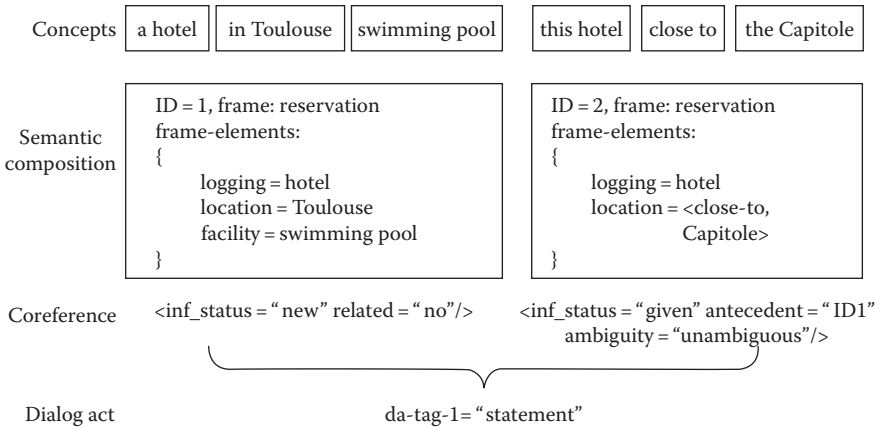 Concepts a hotel in Toulouse swimming pool this hotel close to the Capitole
Semantic composition
ID = 1, frame: reservation
frame-elements:
{
logging = hotel
location = Toulouse
facility = swimming pool
}
ID = 2, frame: reservation
frame-elements:
{
logging = hotel
location = <close-to,
Capitole>
}
Coreference <inf_status = “new” related = “no”/> <inf_status = “given” antecedent = “ID1”
ambiguity = “unambiguous”/>
Dialog act da-tag-1= “statement”